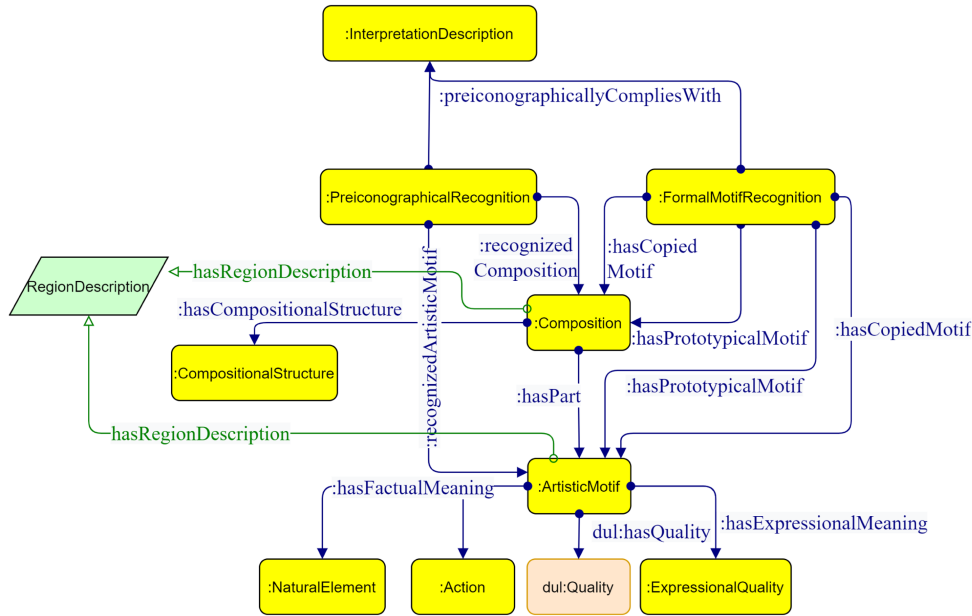 :InterpretationDescription
:preiconographicallyCompliesWith
:PreiconographicalRecognition
:FormalMotifRecognition
:recognized
Composition
:hasCopied
Motif
hasRegionDescription
RegionDescription
:hasCompositionalStructure
:Composition
:hasPrototypicalMotif
:hasCopiedMotif
:recognizedArtisticMotif
:CompositionalStructure
:hasPart
:hasPrototypicalMotif
hasRegionDescription
:ArtisticMotif
:hasFactualMeaning
dul:hasQuality
:hasExpressionalMeaning
:NaturalElement
:Action
dul:Quality
:ExpressionalQuality